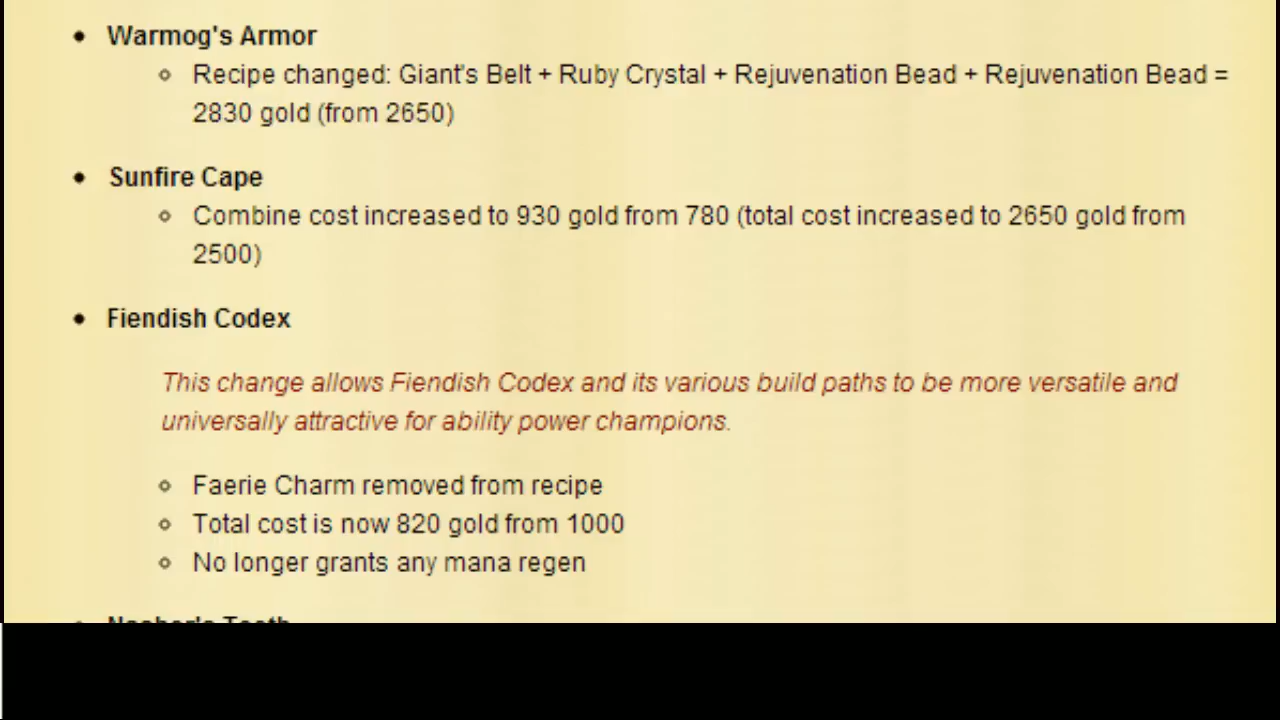 Warmog's Armor
Recipe changed: Giant's Belt + Ruby Crystal + Rejuvenation Bead + Rejuvenation Bead =
2830 gold (from 2650)
Sunfire Cape
Combine cost increased to 930 gold from 780 (total cost increased to 2650 gold from
2500)
Fiendish Codex
This change allows Fiendish Codex and its various build paths to be more versatile and
universally attractive for ability power champions.
Faerie Charm removed from recipe
Total cost is now 820 gold from 1000
No longer grants any mana regen